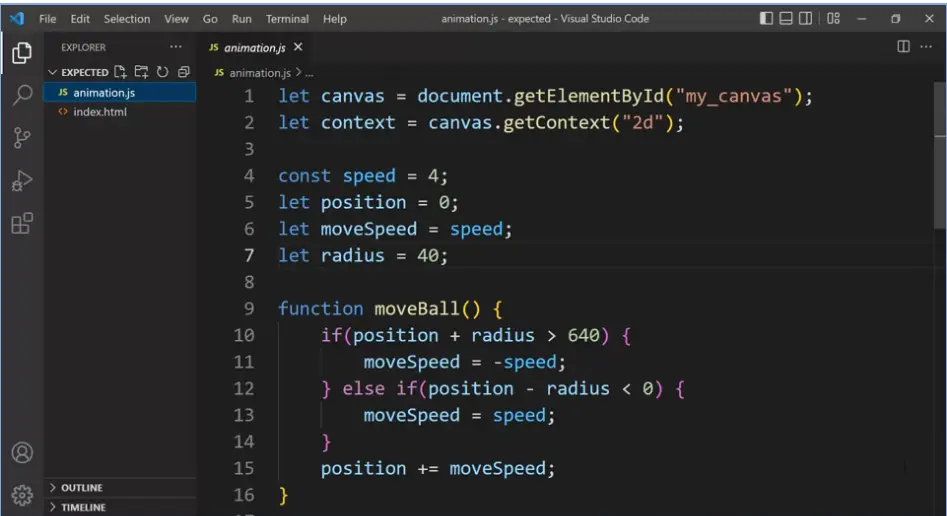 File Edit Selection View Go Run Terminal Help animation.js - expected - Visual Studio Code
EXPLORER
JS animation.js
EXPECTED
JS animation.js > ...
JS animation.js
<> index.html
1 let canvas = document.getElementById("my_canvas");
2 let context = canvas.getContext("2d");
3
4 const speed = 4;
5 let position = 0;
6 let moveSpeed = speed;
7 let radius = 40;
8
9 function moveBall() {
10 if(position + radius > 640) {
11 moveSpeed = -speed;
12 } else if(position - radius < 0) {
13 moveSpeed = speed;
14 }
15 position += moveSpeed;
16 }
OUTLINE
TIMELINE